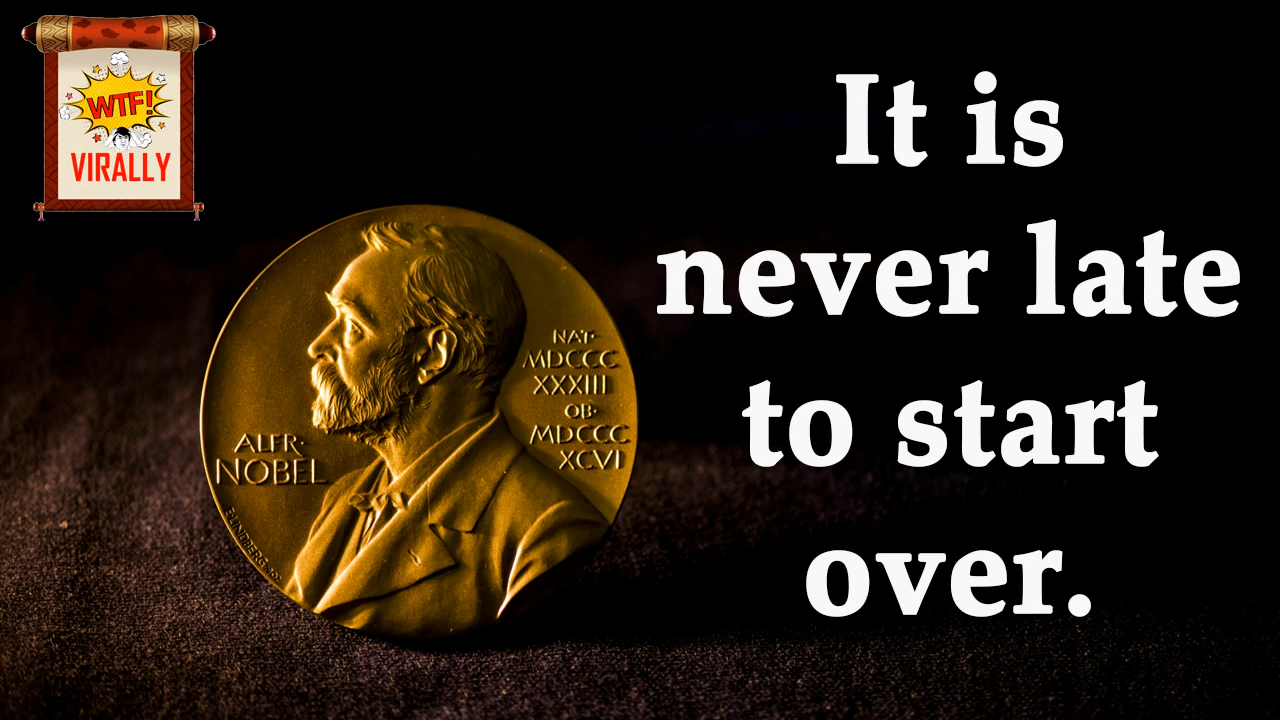 WTF!
VIRALLY
It is
never late
to start
over.
ALFR·
NOBEL
NAT·
MDCCC
XXXIII
OB·
MDCCC
XCVI